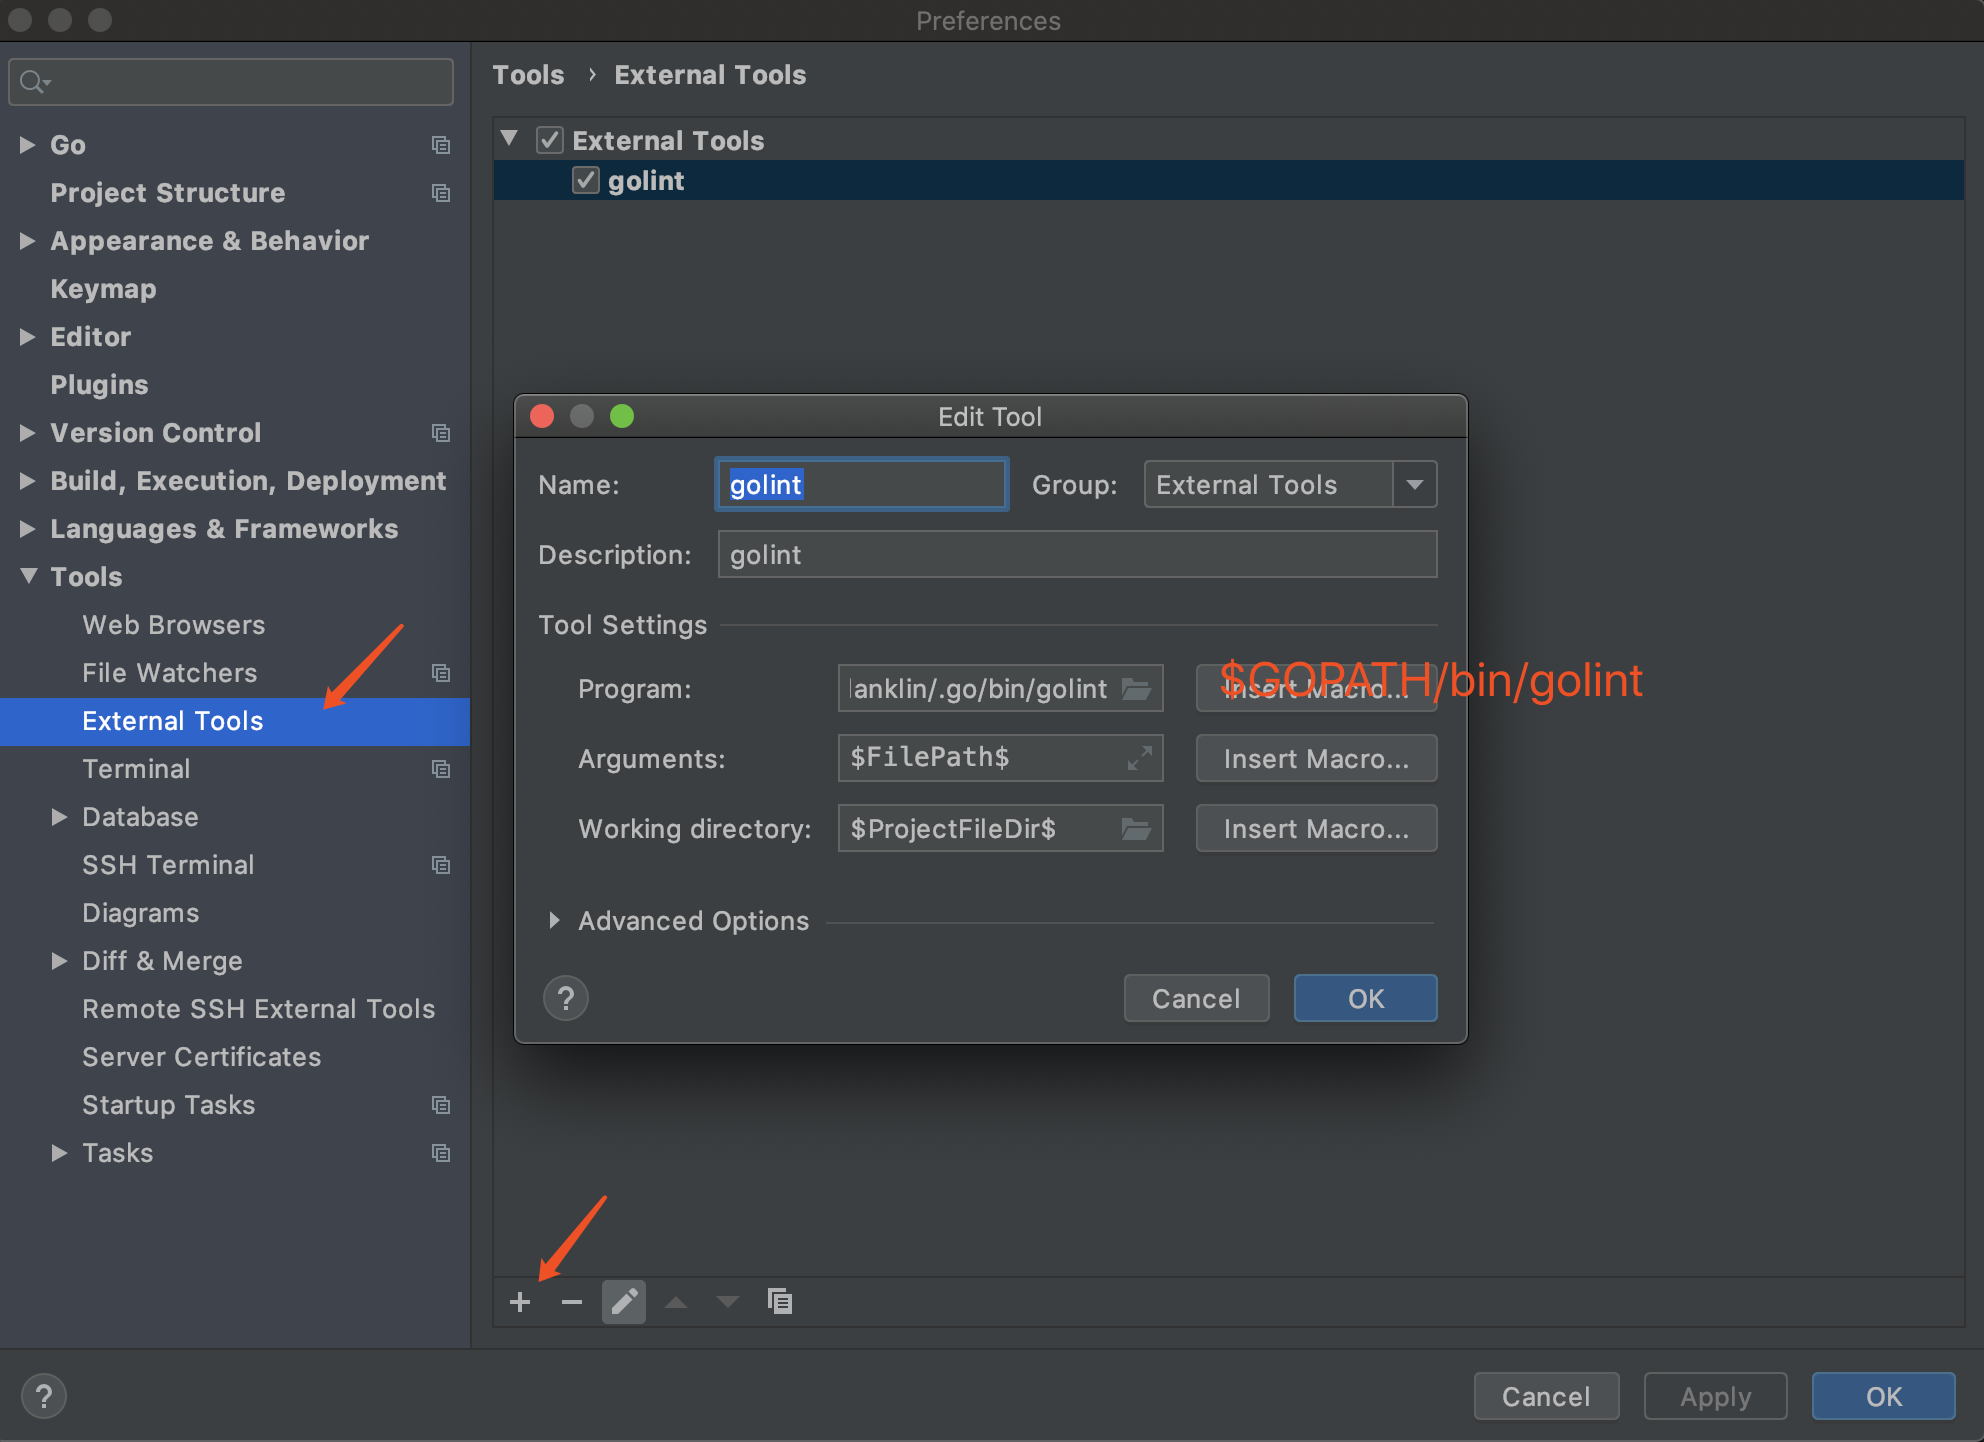 Preferences
Tools › External Tools
Go
Project Structure
Appearance & Behavior
Keymap
Editor
Plugins
Version Control
Build, Execution, Deployment
Languages & Frameworks
Tools
Web Browsers
File Watchers
External Tools
Terminal
Database
SSH Terminal
Diagrams
Diff & Merge
Remote SSH External Tools
Server Certificates
Startup Tasks
Tasks
External Tools
golint
Edit Tool
Name: golint Group: External Tools
Description: golint
Tool Settings
Program: anklin/.go/bin/golint Insert Macro...
$GOPATH/bin/golint
Arguments: $FilePath$ Insert Macro...
Working directory: $ProjectFileDir$ Insert Macro...
Advanced Options
? Cancel OK
? Cancel Apply OK